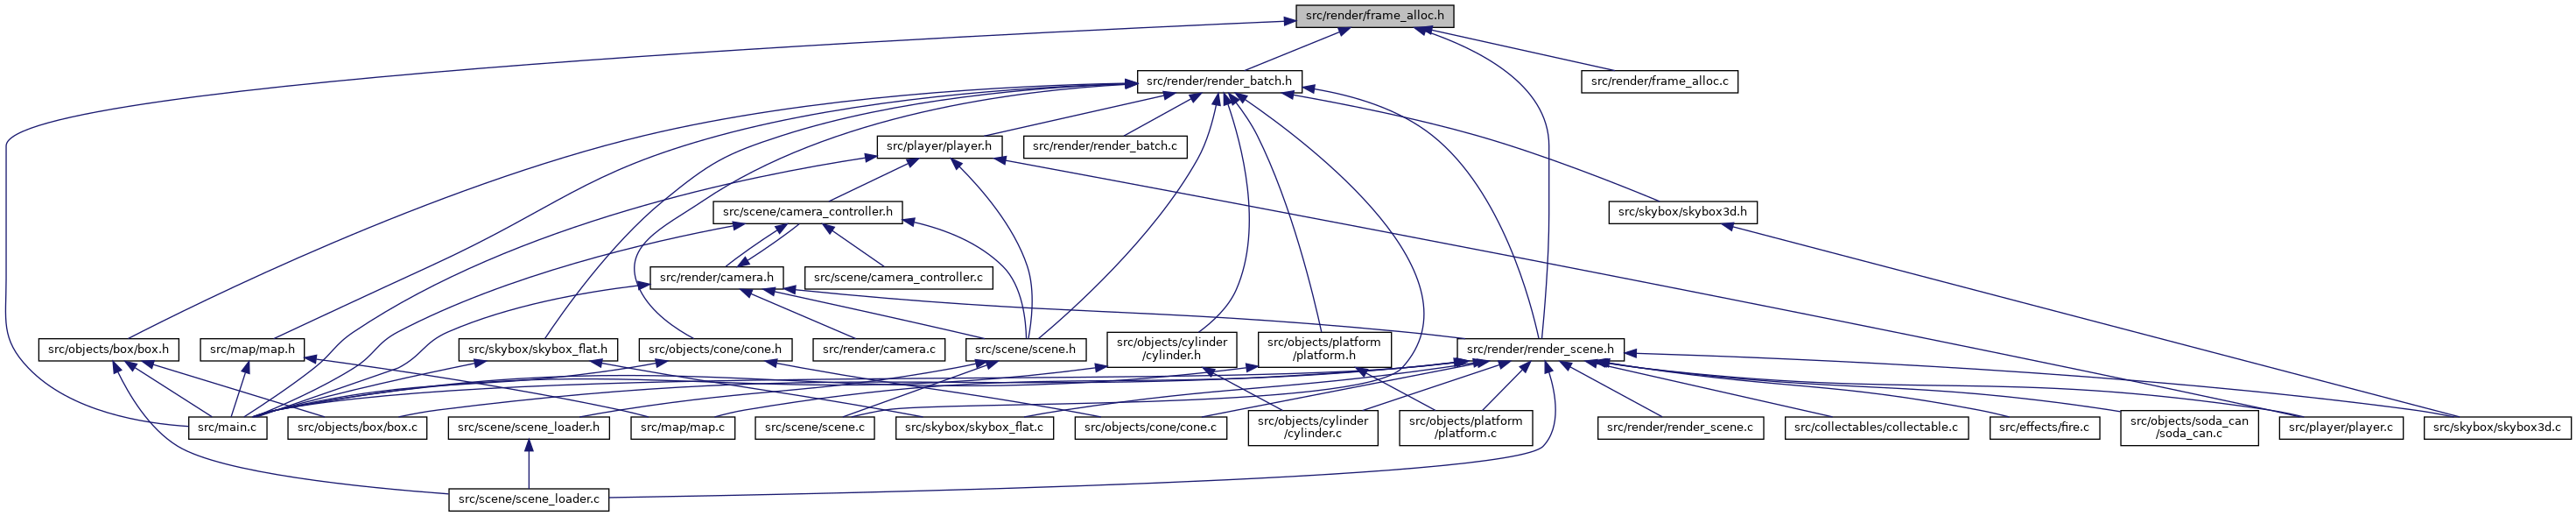 src/render/frame_alloc.h
src/render/render_batch.h
src/render/frame_alloc.c
src/player/player.h
src/render/render_batch.c
src/scene/camera_controller.h
src/skybox/skybox3d.h
src/render/camera.h
src/scene/camera_controller.c
src/objects/box/box.h
src/map/map.h
src/skybox/skybox_flat.h
src/objects/cone/cone.h
src/render/camera.c
src/scene/scene.h
src/objects/cylinder
/cylinder.h
src/objects/platform
/platform.h
src/render/render_scene.h
src/main.c
src/objects/box/box.c
src/scene/scene_loader.h
src/map/map.c
src/scene/scene.c
src/skybox/skybox_flat.c
src/objects/cone/cone.c
src/objects/cylinder
/cylinder.c
src/objects/platform
/platform.c
src/render/render_scene.c
src/collectables/collectable.c
src/effects/fire.c
src/objects/soda_can
/soda_can.c
src/player/player.c
src/skybox/skybox3d.c
src/scene/scene_loader.c